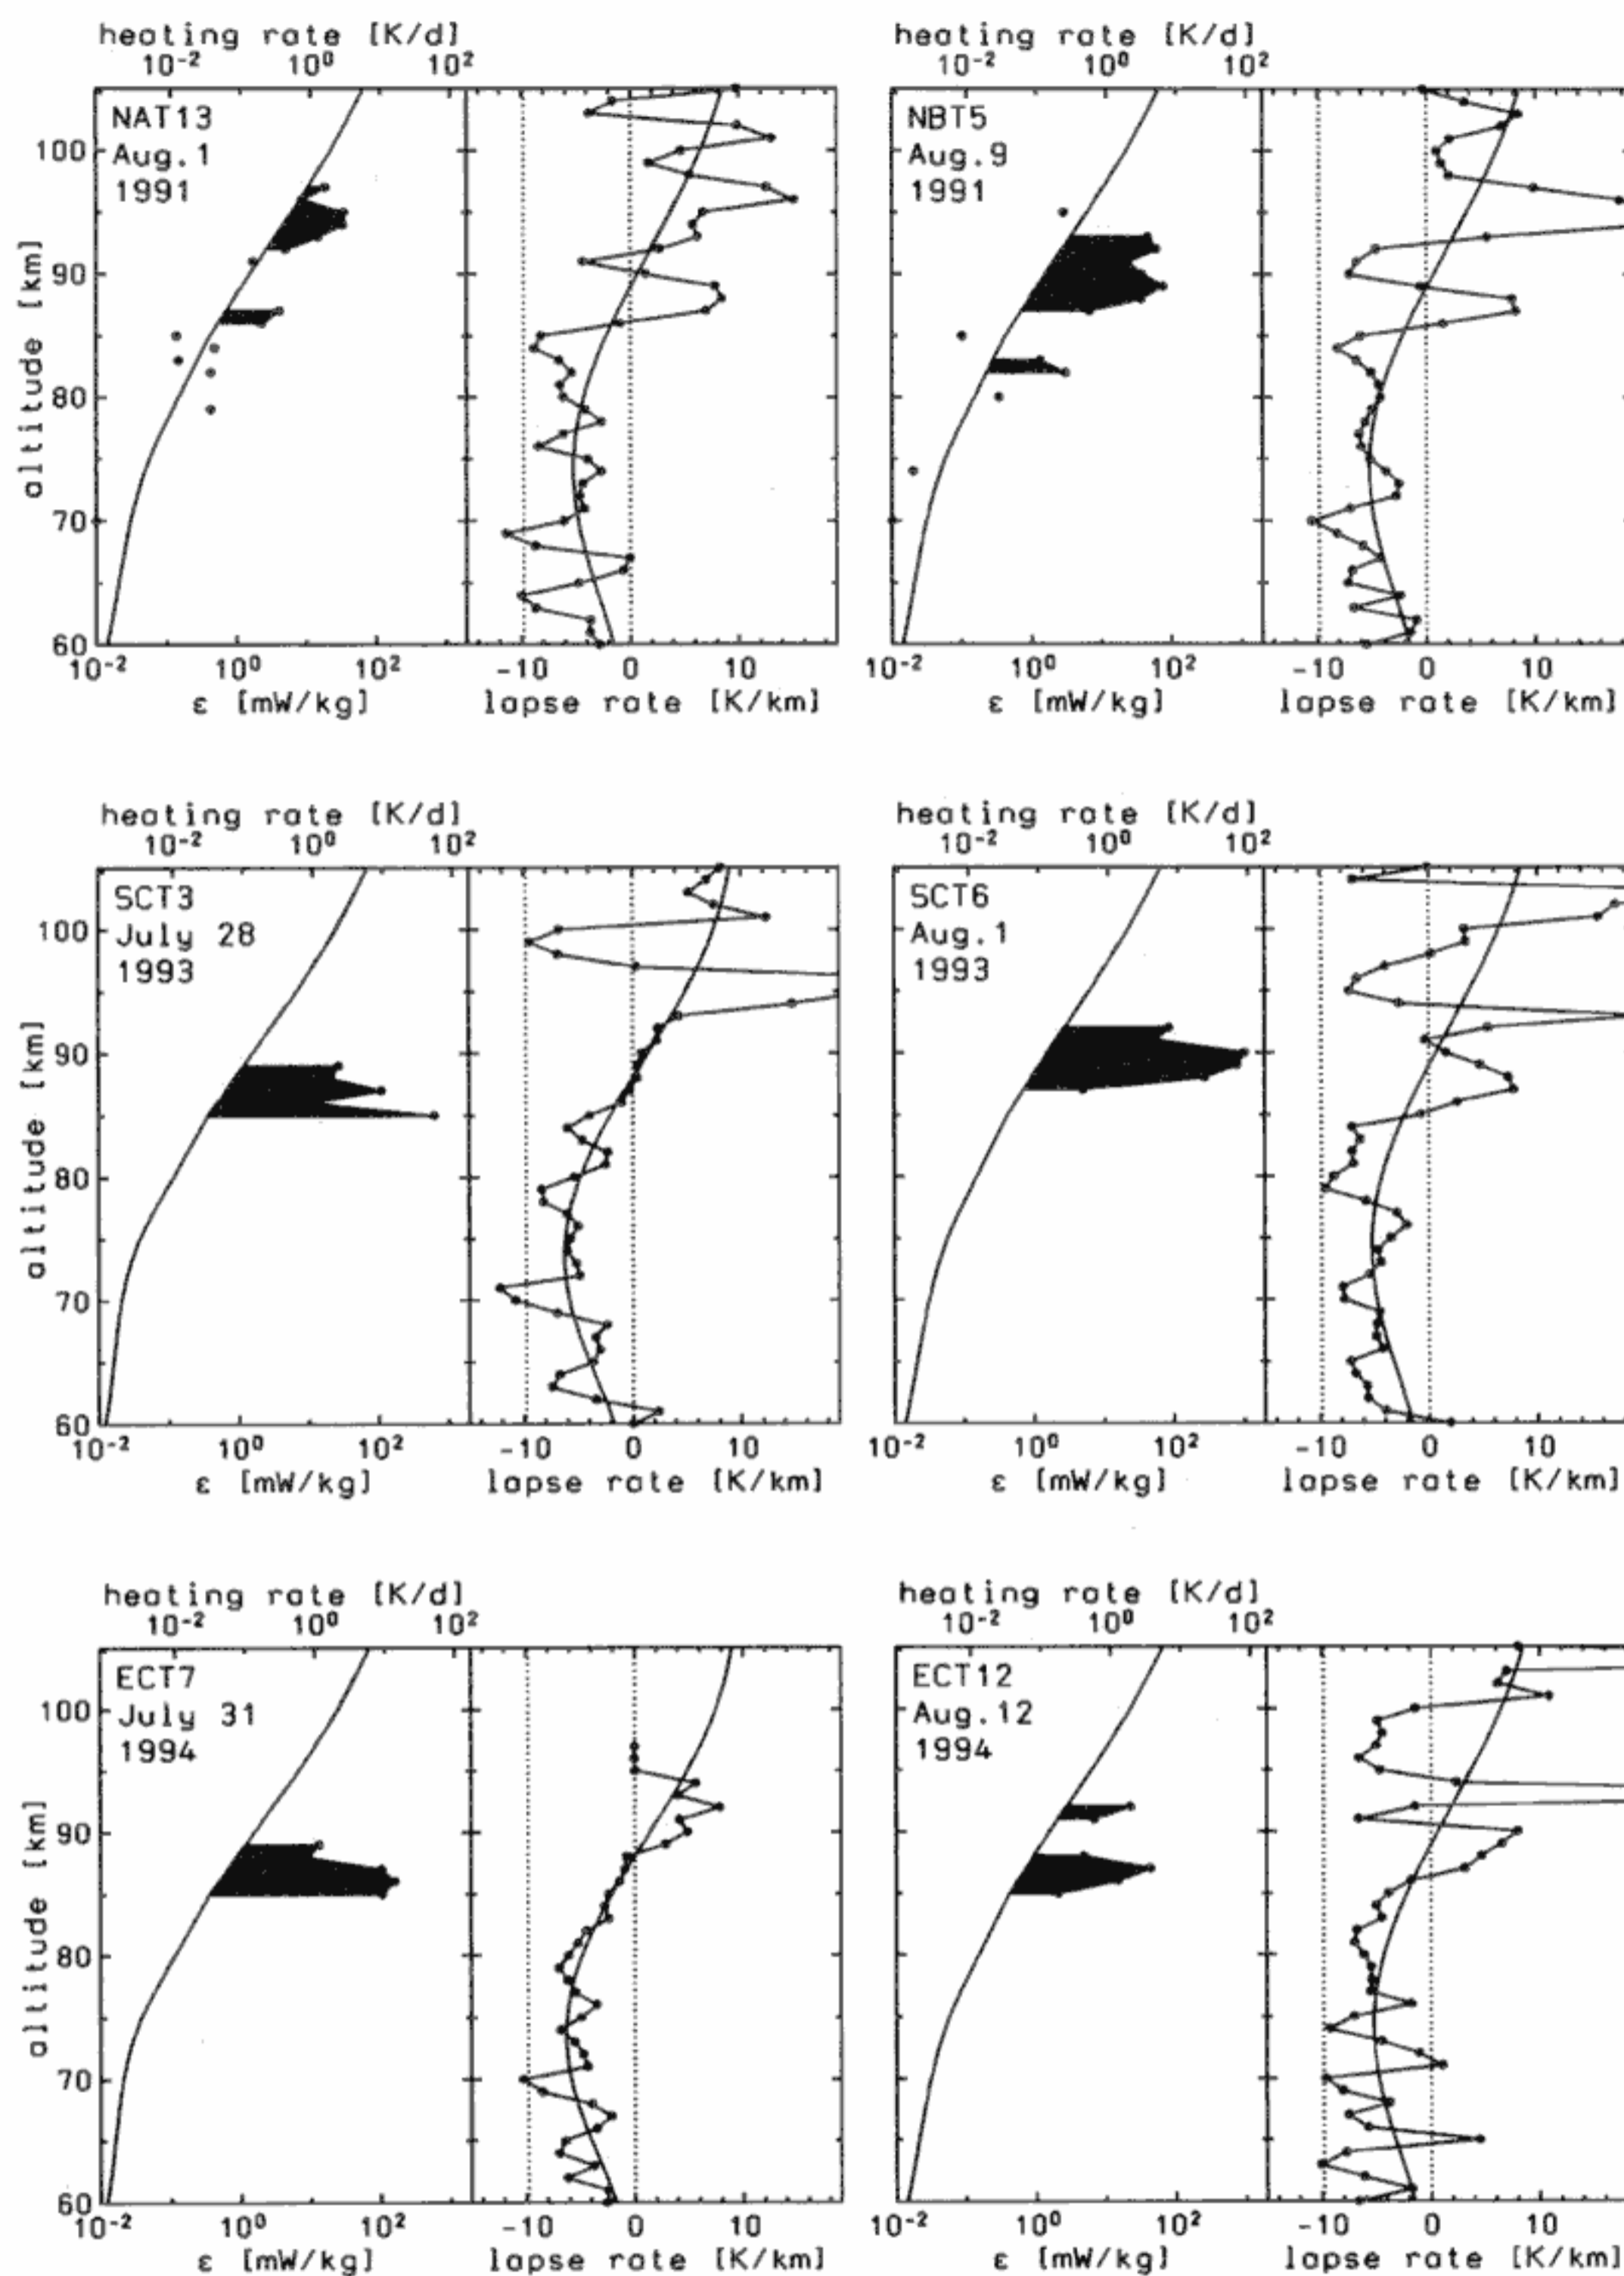 heating rate [K/d]
10⁻² 10⁰ 10²
NAT13
Aug.1
1991
100
90
80
70
60
altitude [km]
10⁻² 10⁰ 10²
-10 0 10
ε [mW/kg]
lapse rate [K/km]
heating rate [K/d]
10⁻² 10⁰ 10²
NBT5
Aug.9
1991
10⁻² 10⁰ 10²
-10 0 10
ε [mW/kg]
lapse rate [K/km]
heating rate [K/d]
10⁻² 10⁰ 10²
SCT3
July 28
1993
100
90
80
70
60
altitude [km]
10⁻² 10⁰ 10²
-10 0 10
ε [mW/kg]
lapse rate [K/km]
heating rate [K/d]
10⁻² 10⁰ 10²
SCT6
Aug.1
1993
10⁻² 10⁰ 10²
-10 0 10
ε [mW/kg]
lapse rate [K/km]
heating rate [K/d]
10⁻² 10⁰ 10²
ECT7
July 31
1994
100
90
80
70
60
altitude [km]
10⁻² 10⁰ 10²
-10 0 10
ε [mW/kg]
lapse rate [K/km]
heating rate [K/d]
10⁻² 10⁰ 10²
ECT12
Aug.12
1994
10⁻² 10⁰ 10²
-10 0 10
ε [mW/kg]
lapse rate [K/km]